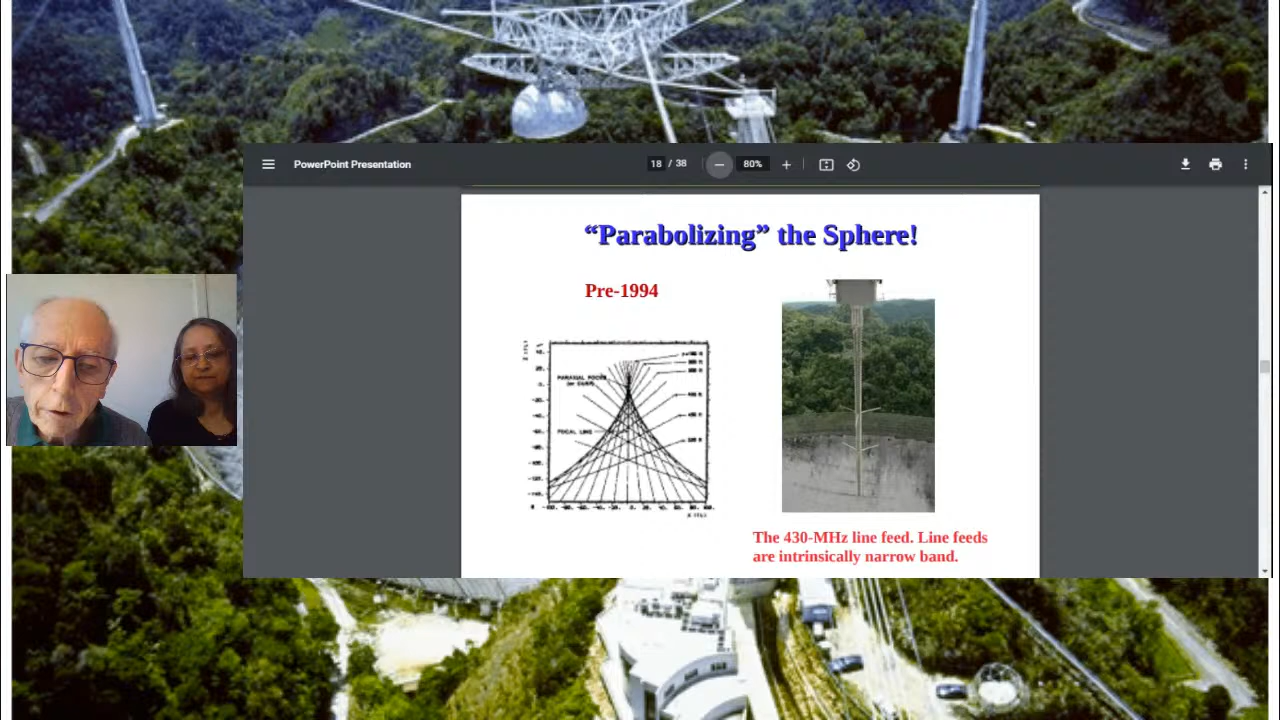 PowerPoint Presentation
18 / 38
80%
“Parabolizing” the Sphere!
Pre-1994
PARAXIAL FOCUS
FOCAL LINE
The 430-MHz line feed. Line feeds
are intrinsically narrow band.